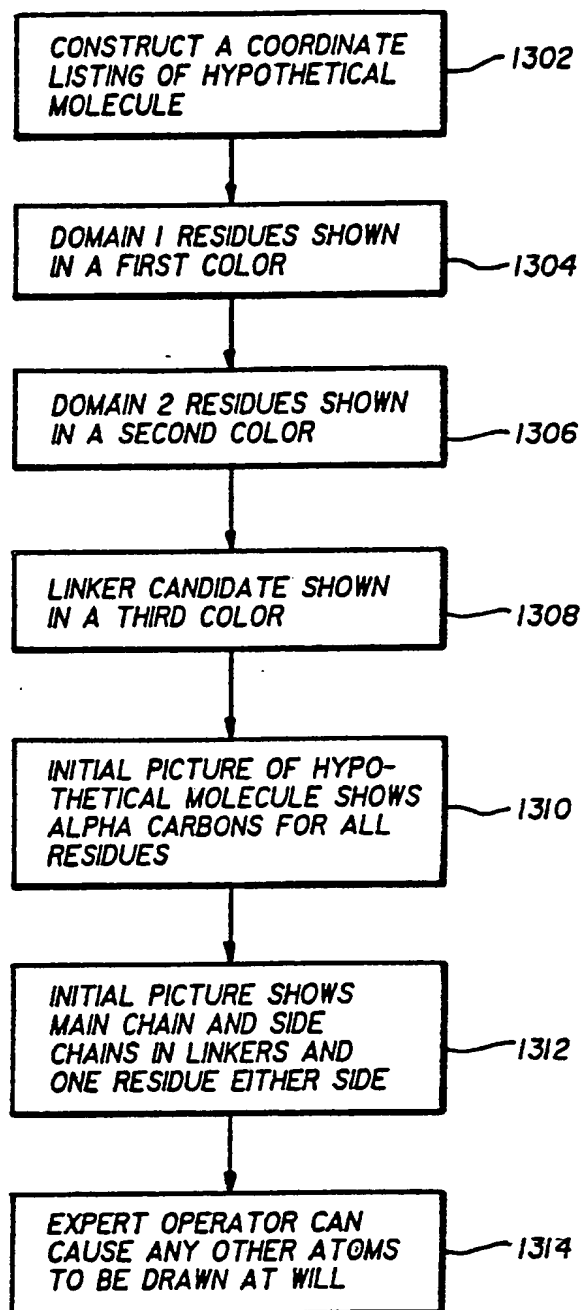 CONSTRUCT A COORDINATE
LISTING OF HYPOTHETICAL
MOLECULE
1302
DOMAIN 1 RESIDUES SHOWN
IN A FIRST COLOR
1304
DOMAIN 2 RESIDUES SHOWN
IN A SECOND COLOR
1306
LINKER CANDIDATE SHOWN
IN A THIRD COLOR
1308
INITIAL PICTURE OF HYPO-
THETICAL MOLECULE SHOWS
ALPHA CARBONS FOR ALL
RESIDUES
1310
INITIAL PICTURE SHOWS
MAIN CHAIN AND SIDE
CHAINS IN LINKERS AND
ONE RESIDUE EITHER SIDE
1312
EXPERT OPERATOR CAN
CAUSE ANY OTHER ATOMS
TO BE DRAWN AT WILL
1314